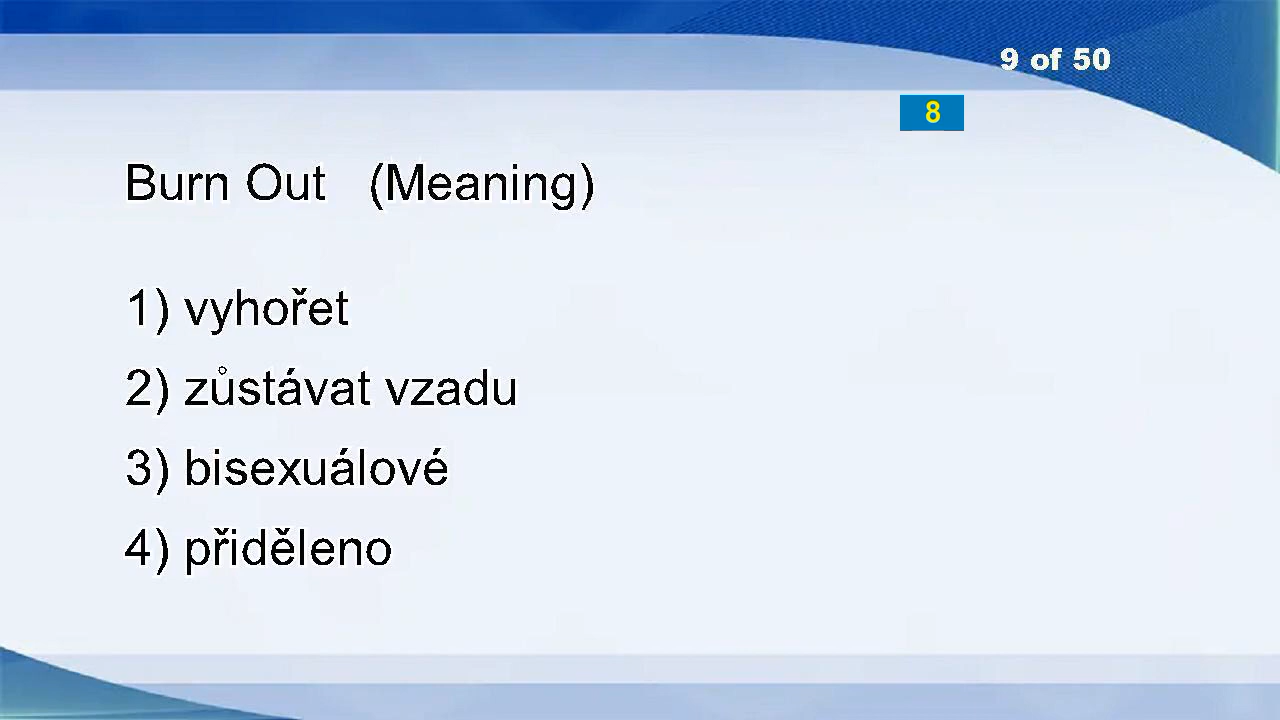 9 of 50
8
Burn Out (Meaning)
1) vyhořet
2) zůstávat vzadu
3) bisexuálové
4) přiděleno